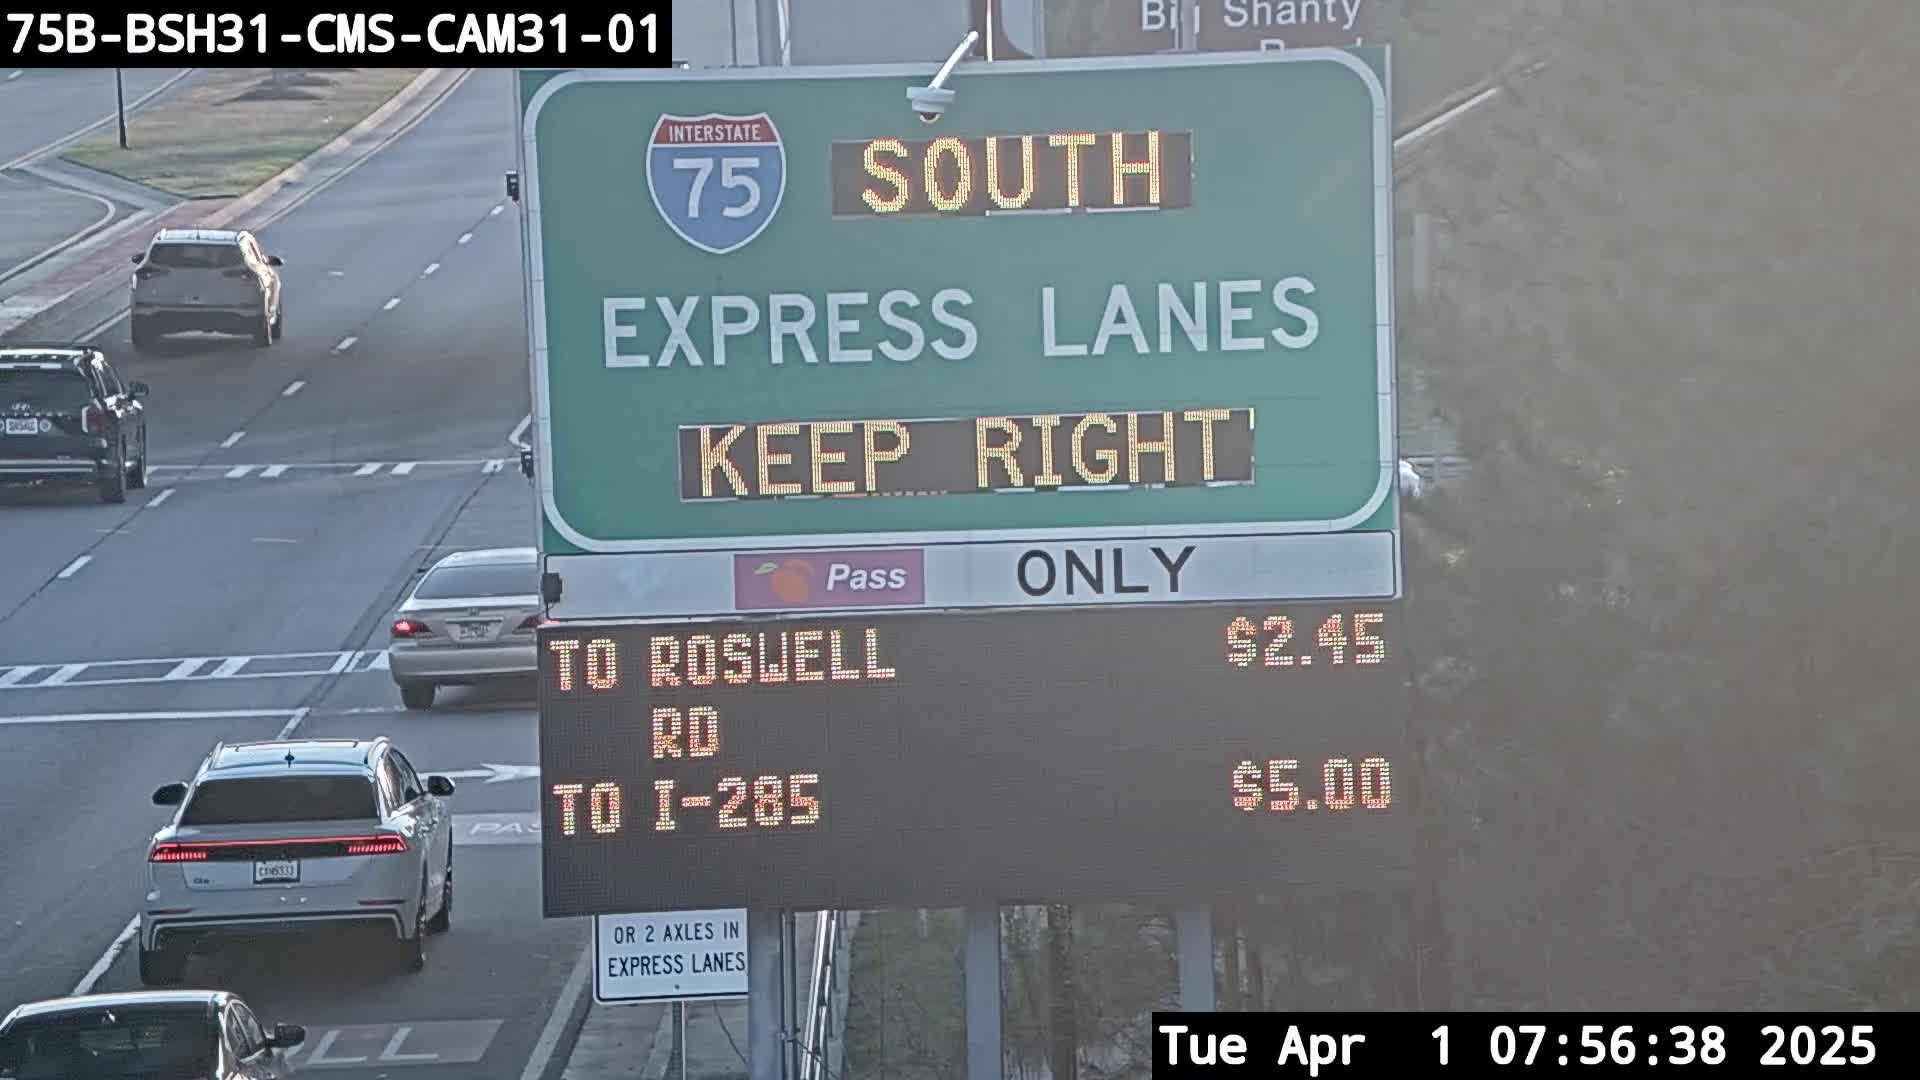 75B-BSH31-CMS-CAM31-01
Big Shanty
INTERSTATE
75
SOUTH
EXPRESS LANES
KEEP RIGHT
Pass ONLY
TO ROSWELL $2.45
RD
TO I-285 $5.00
OR 2 AXLES IN
EXPRESS LANES
Tue Apr 1 07:56:38 2025